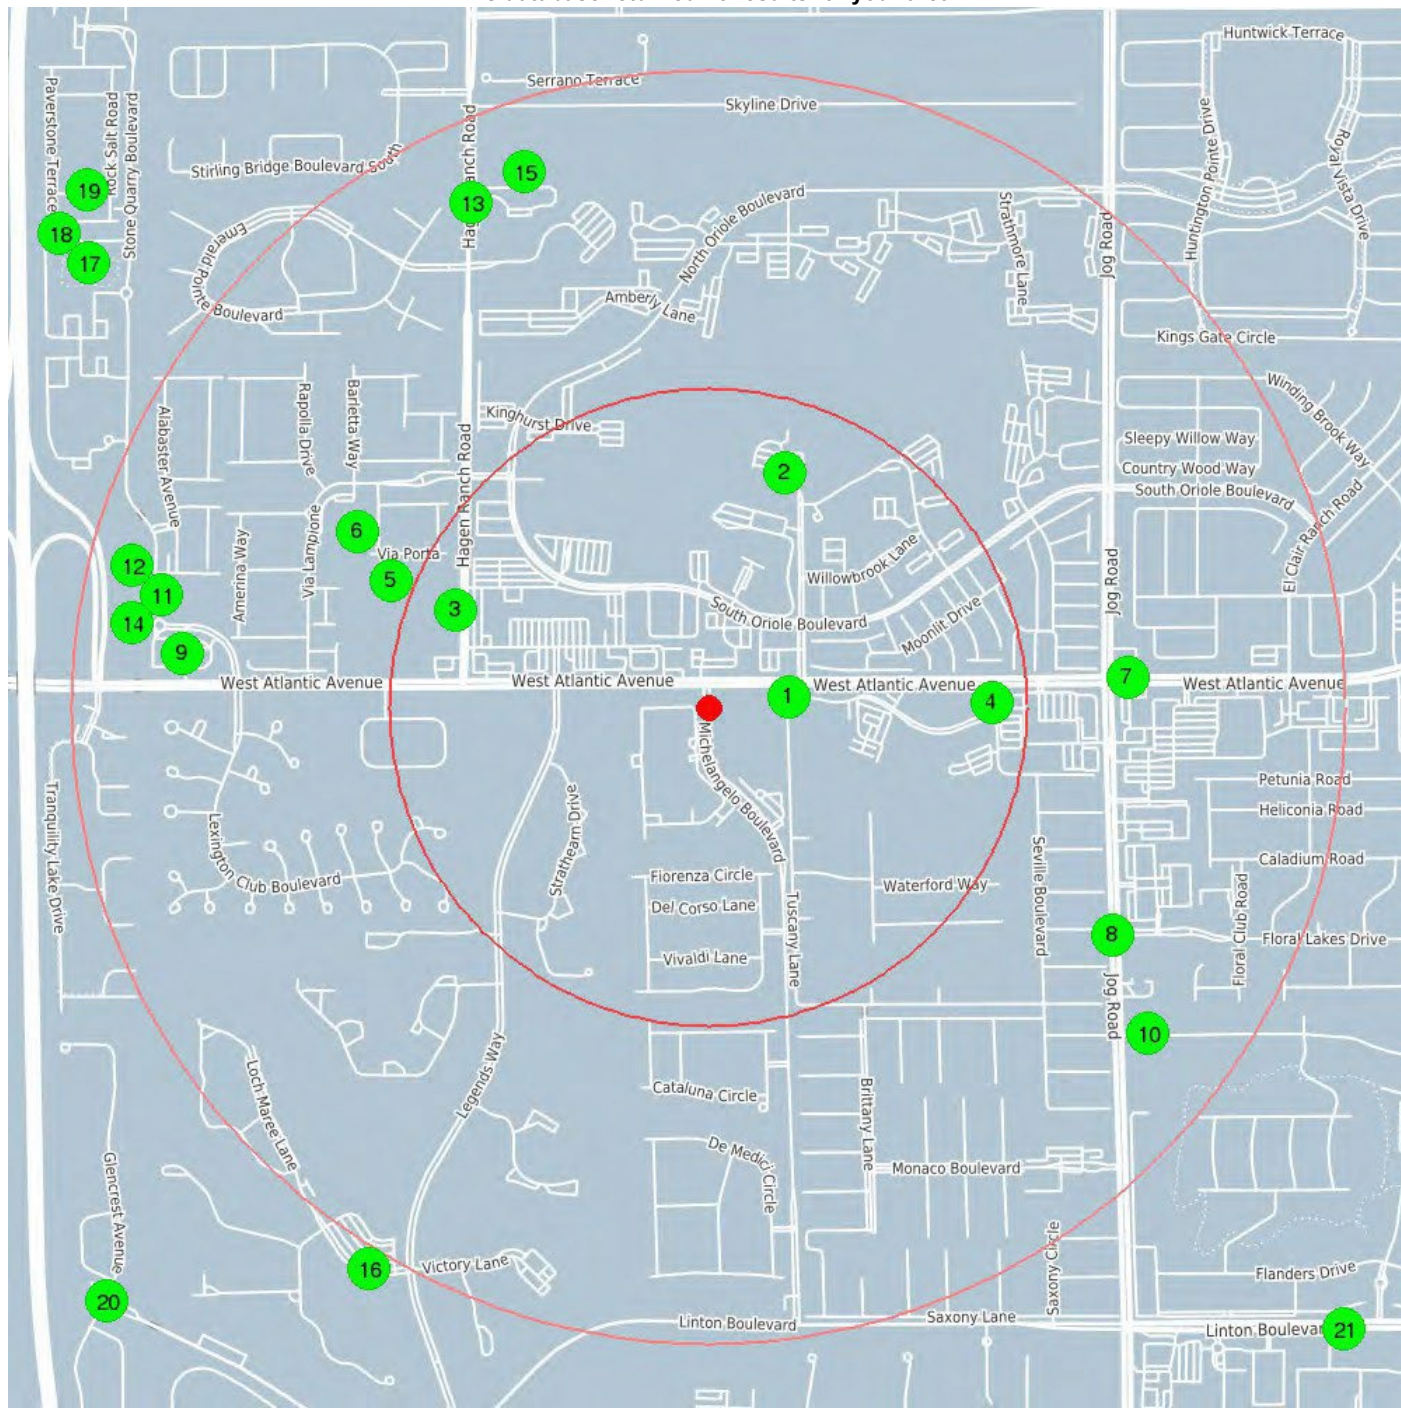 Huntwick Terrace
Serrano Terrace
Skyline Drive
Paverstone Terrace
Rock Salt Road
Stone Quarry Boulevard
Stirling Bridge Boulevard South
Hagen Ranch Road
15
13
19
18
17
Emerald Pointe Boulevard
North Oriole Boulevard
Amberly Lane
Strathmore Lane
Jog Road
Huntington Pointe Drive
Royal Vista Drive
Kings Gate Circle
Winding Brook Way
Sleepy Willow Way
Country Wood Way
South Oriole Boulevard
El Clair Ranch Road
Alabaster Avenue
Rapolla Drive
Barletta Way
Kinghurst Drive
Hagen Ranch Road
2
6
Via Porta
5
3
Via Lampione
Amerina Way
12
11
14
9
Willowbrook Lane
South Oriole Boulevard
Moonlit Drive
Jog Road
West Atlantic Avenue
West Atlantic Avenue
1
West Atlantic Avenue
4
7
West Atlantic Avenue
Michelangelo Boulevard
Petunia Road
Heliconia Road
Caladium Road
Tranquility Lake Drive
Lexington Club Boulevard
Strathearn Drive
Fiorenza Circle
Del Corso Lane
Vivaldi Lane
Tuscany Lane
Waterford Way
Seville Boulevard
8
Floral Club Road
Floral Lakes Drive
Jog Road
10
Loch Maree Lane
Legends Way
Cataluna Circle
De Medici Circle
Brittany Lane
Monaco Boulevard
Glencrest Avenue
16
Victory Lane
20
Saxony Circle
Flanders Drive
Linton Boulevard
Saxony Lane
Linton Boulevar
21